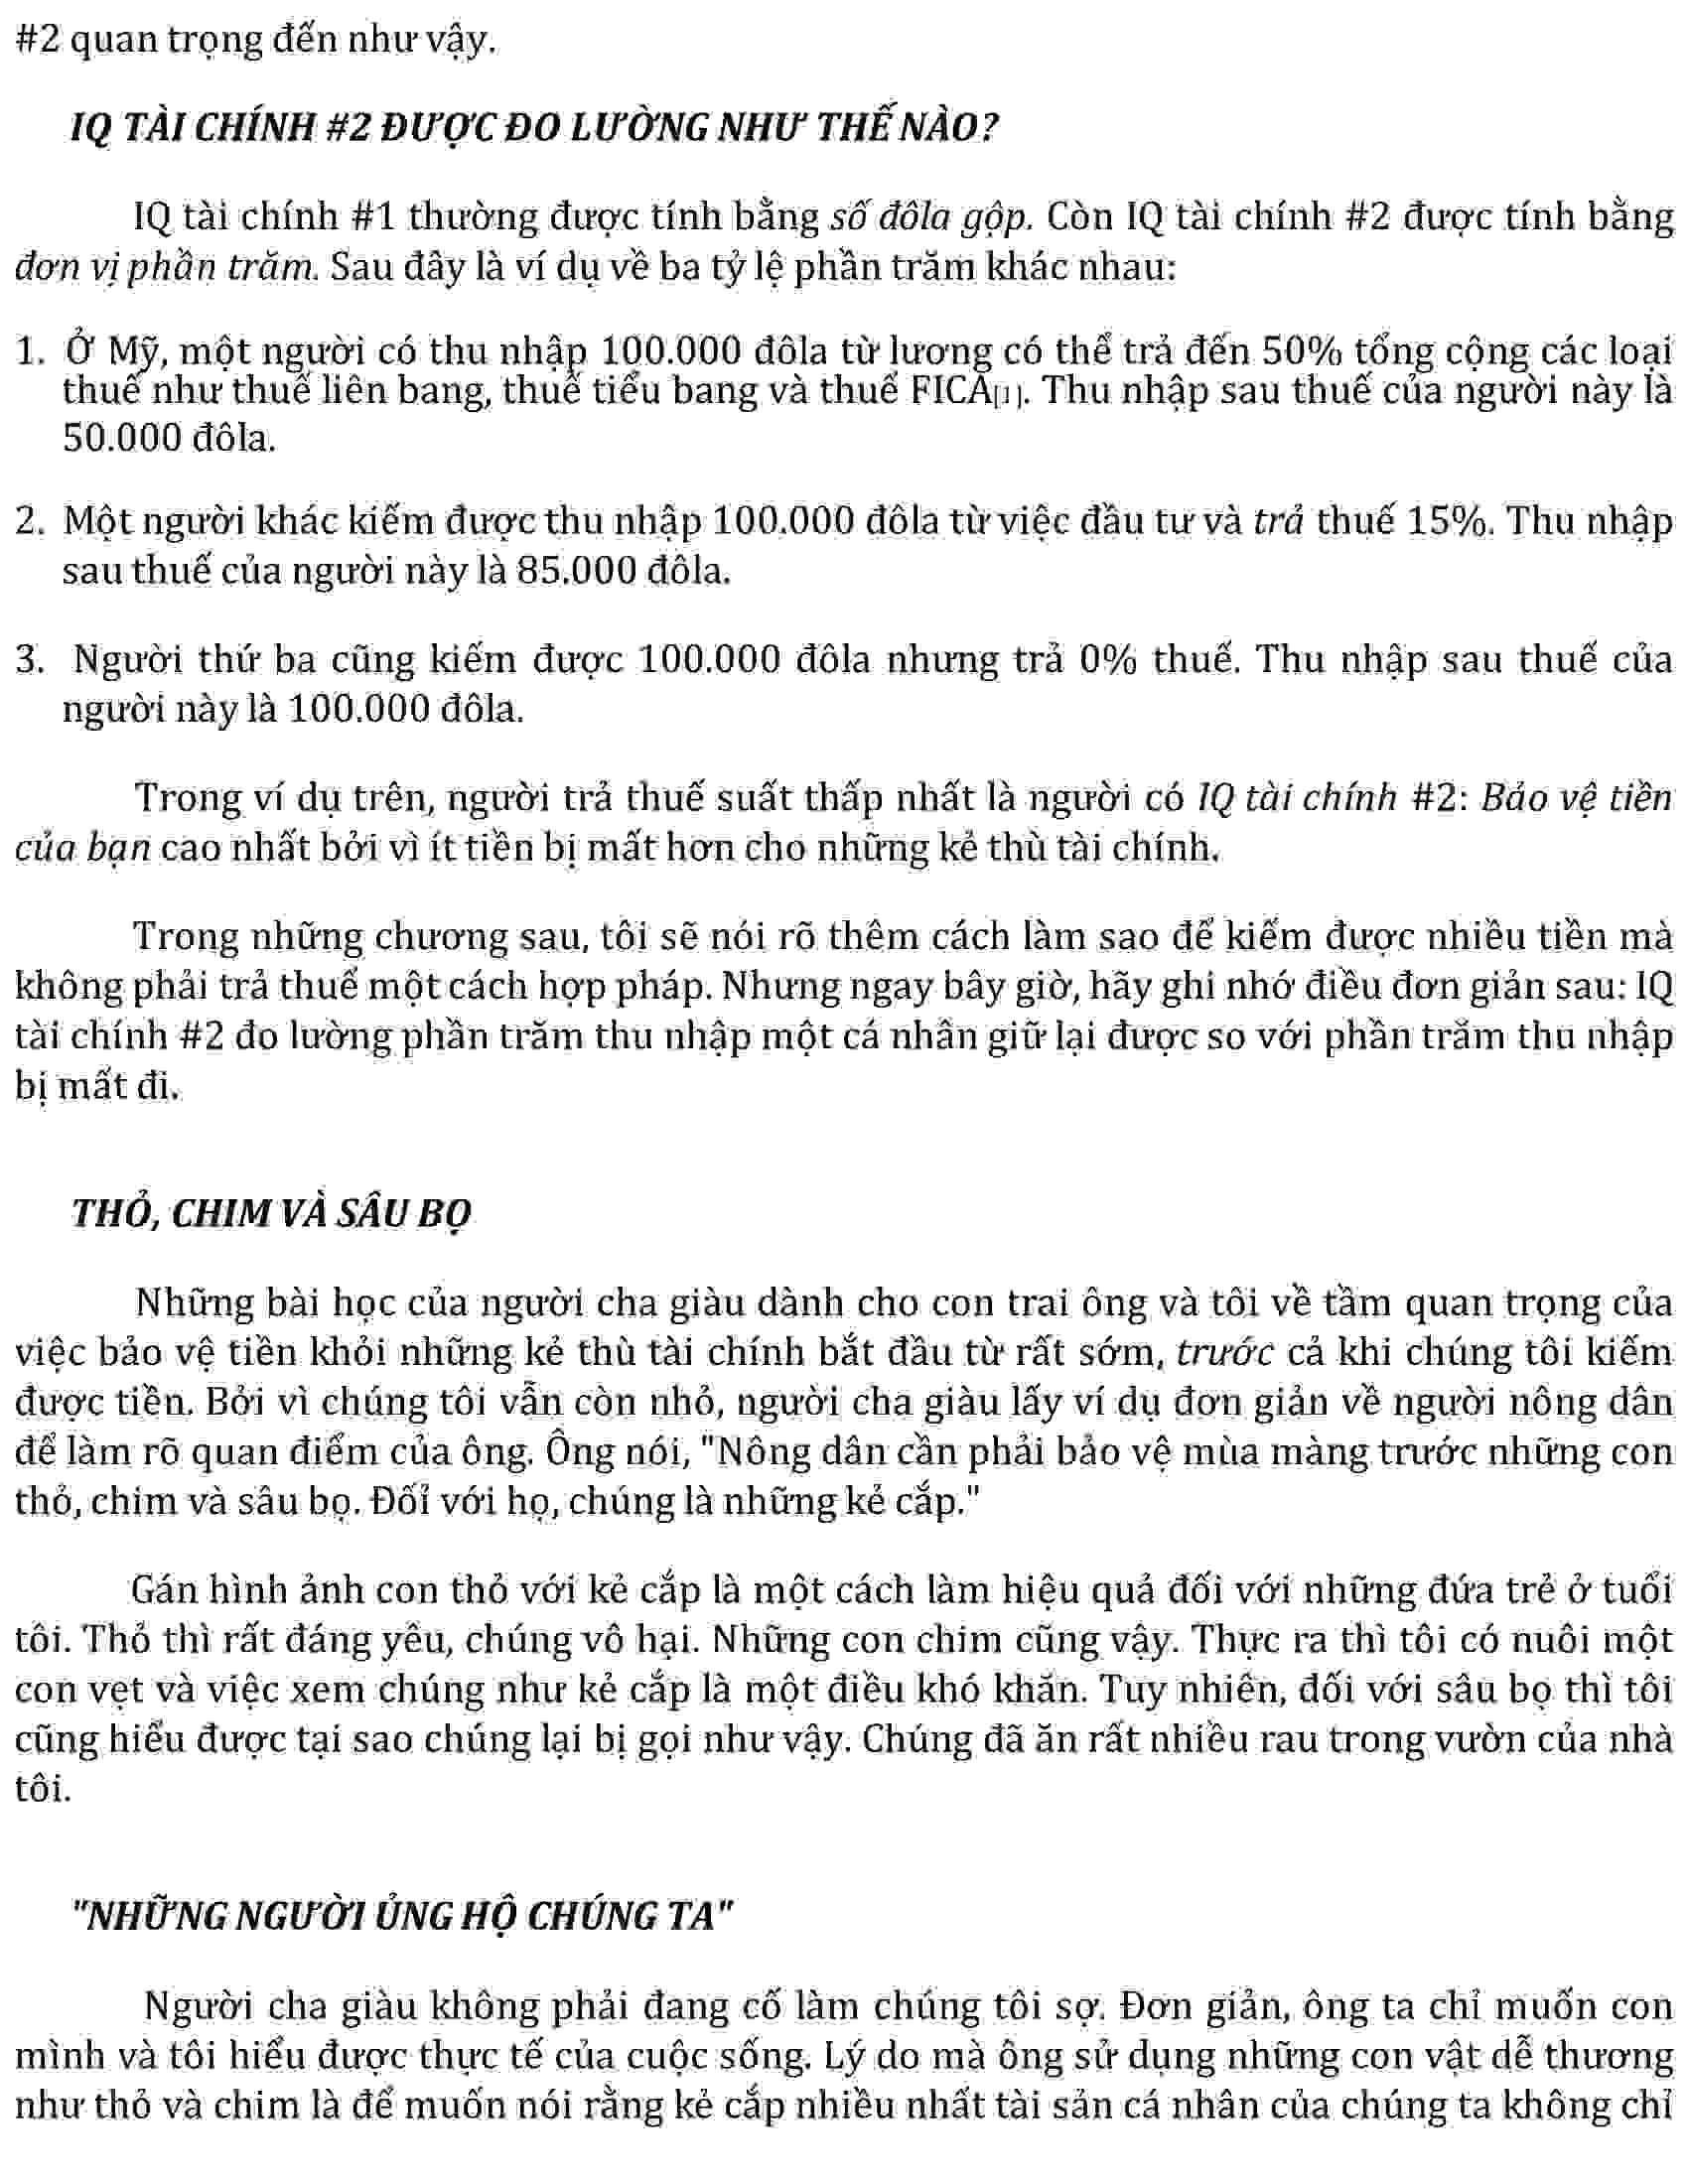 #2 quan trọng đến như vậy.
IQ TÀI CHÍNH #2 ĐƯỢC ĐO LƯỜNG NHƯ THẾ NÀO?
IQ tài chính #1 thường được tính bằng số đôla gộp. Còn IQ tài chính #2 được tính bằng
đơn vị phần trăm. Sau đây là ví dụ về ba tỷ lệ phần trăm khác nhau:
1. Ở Mỹ, một người có thu nhập 100.000 đôla từ lương có thể trả đến 50% tổng cộng các loại
thuế như thuế liên bang, thuế tiểu bang và thuế FICA[1]. Thu nhập sau thuế của người này là
50.000 đôla.
2. Một người khác kiếm được thu nhập 100.000 đôla từ việc đầu tư và trả thuế 15%. Thu nhập
sau thuế của người này là 85.000 đôla.
3. Người thứ ba cũng kiếm được 100.000 đôla nhưng trả 0% thuế. Thu nhập sau thuế của
người này là 100.000 đôla.
Trong ví dụ trên, người trả thuế suất thấp nhất là người có IQ tài chính #2: Bảo vệ tiền
của bạn cao nhất bởi vì ít tiền bị mất hơn cho những kẻ thù tài chính.
Trong những chương sau, tôi sẽ nói rõ thêm cách làm sao để kiếm được nhiều tiền mà
không phải trả thuế một cách hợp pháp. Nhưng ngay bây giờ, hãy ghi nhớ điều đơn giản sau: IQ
tài chính #2 đo lường phần trăm thu nhập một cá nhân giữ lại được so với phần trăm thu nhập
bị mất đi.
THỎ, CHIM VÀ SÂU BỌ
Những bài học của người cha giàu dành cho con trai ông và tôi về tầm quan trọng của
việc bảo vệ tiền khỏi những kẻ thù tài chính bắt đầu từ rất sớm, trước cả khi chúng tôi kiếm
được tiền. Bởi vì chúng tôi vẫn còn nhỏ, người cha giàu lấy ví dụ đơn giản về người nông dân
để làm rõ quan điểm của ông. Ông nói, "Nông dân cần phải bảo vệ mùa màng trước những con
thỏ, chim và sâu bọ. Đối với họ, chúng là những kẻ cắp."
Gán hình ảnh con thỏ với kẻ cắp là một cách làm hiệu quả đối với những đứa trẻ ở tuổi
tôi. Thỏ thì rất đáng yêu, chúng vô hại. Những con chim cũng vậy. Thực ra thì tôi có nuôi một
con vẹt và việc xem chúng như kẻ cắp là một điều khó khăn. Tuy nhiên, đối với sâu bọ thì tôi
cũng hiểu được tại sao chúng lại bị gọi như vậy. Chúng đã ăn rất nhiều rau trong vườn của nhà
tôi.
"NHỮNG NGƯỜI ỦNG HỘ CHÚNG TA"
Người cha giàu không phải đang cố làm chúng tôi sợ. Đơn giản, ông ta chỉ muốn con
mình và tôi hiểu được thực tế của cuộc sống. Lý do mà ông sử dụng những con vật dễ thương
như thỏ và chim là để muốn nói rằng kẻ cắp nhiều nhất tài sản cá nhân của chúng ta không chỉ